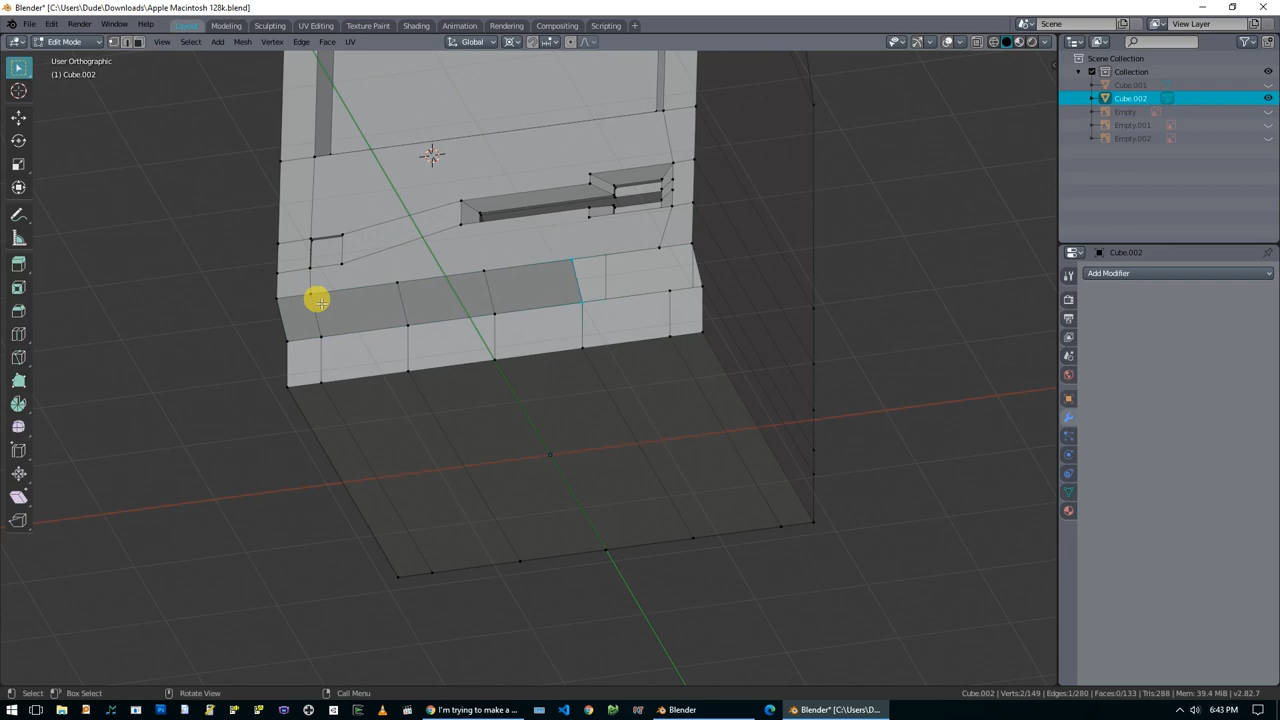 Blender* [C:\Users\Dude\Downloads\Apple Macintosh 128k.blend]
File Edit Render Window Help Layout Modeling Sculpting UV Editing Texture Paint Shading Animation Rendering Compositing Scripting + Scene View Layer
Edit Mode View Select Add Mesh Vertex Edge Face UV Global
User Orthographic
(1) Cube.002
Scene Collection
Collection
Cube.001
Cube.002
Empty
Empty.001
Empty.002
Cube.002
Add Modifier
Select Box Select Rotate View Call Menu Cube.002 | Verts:2/149 | Edges:1/280 | Faces:0/133 | Tris:288 | Mem: 39.4 MiB | v2.82.7
I'm trying to make a ... Blender Blender* [C:\Users\D... 6:43 PM